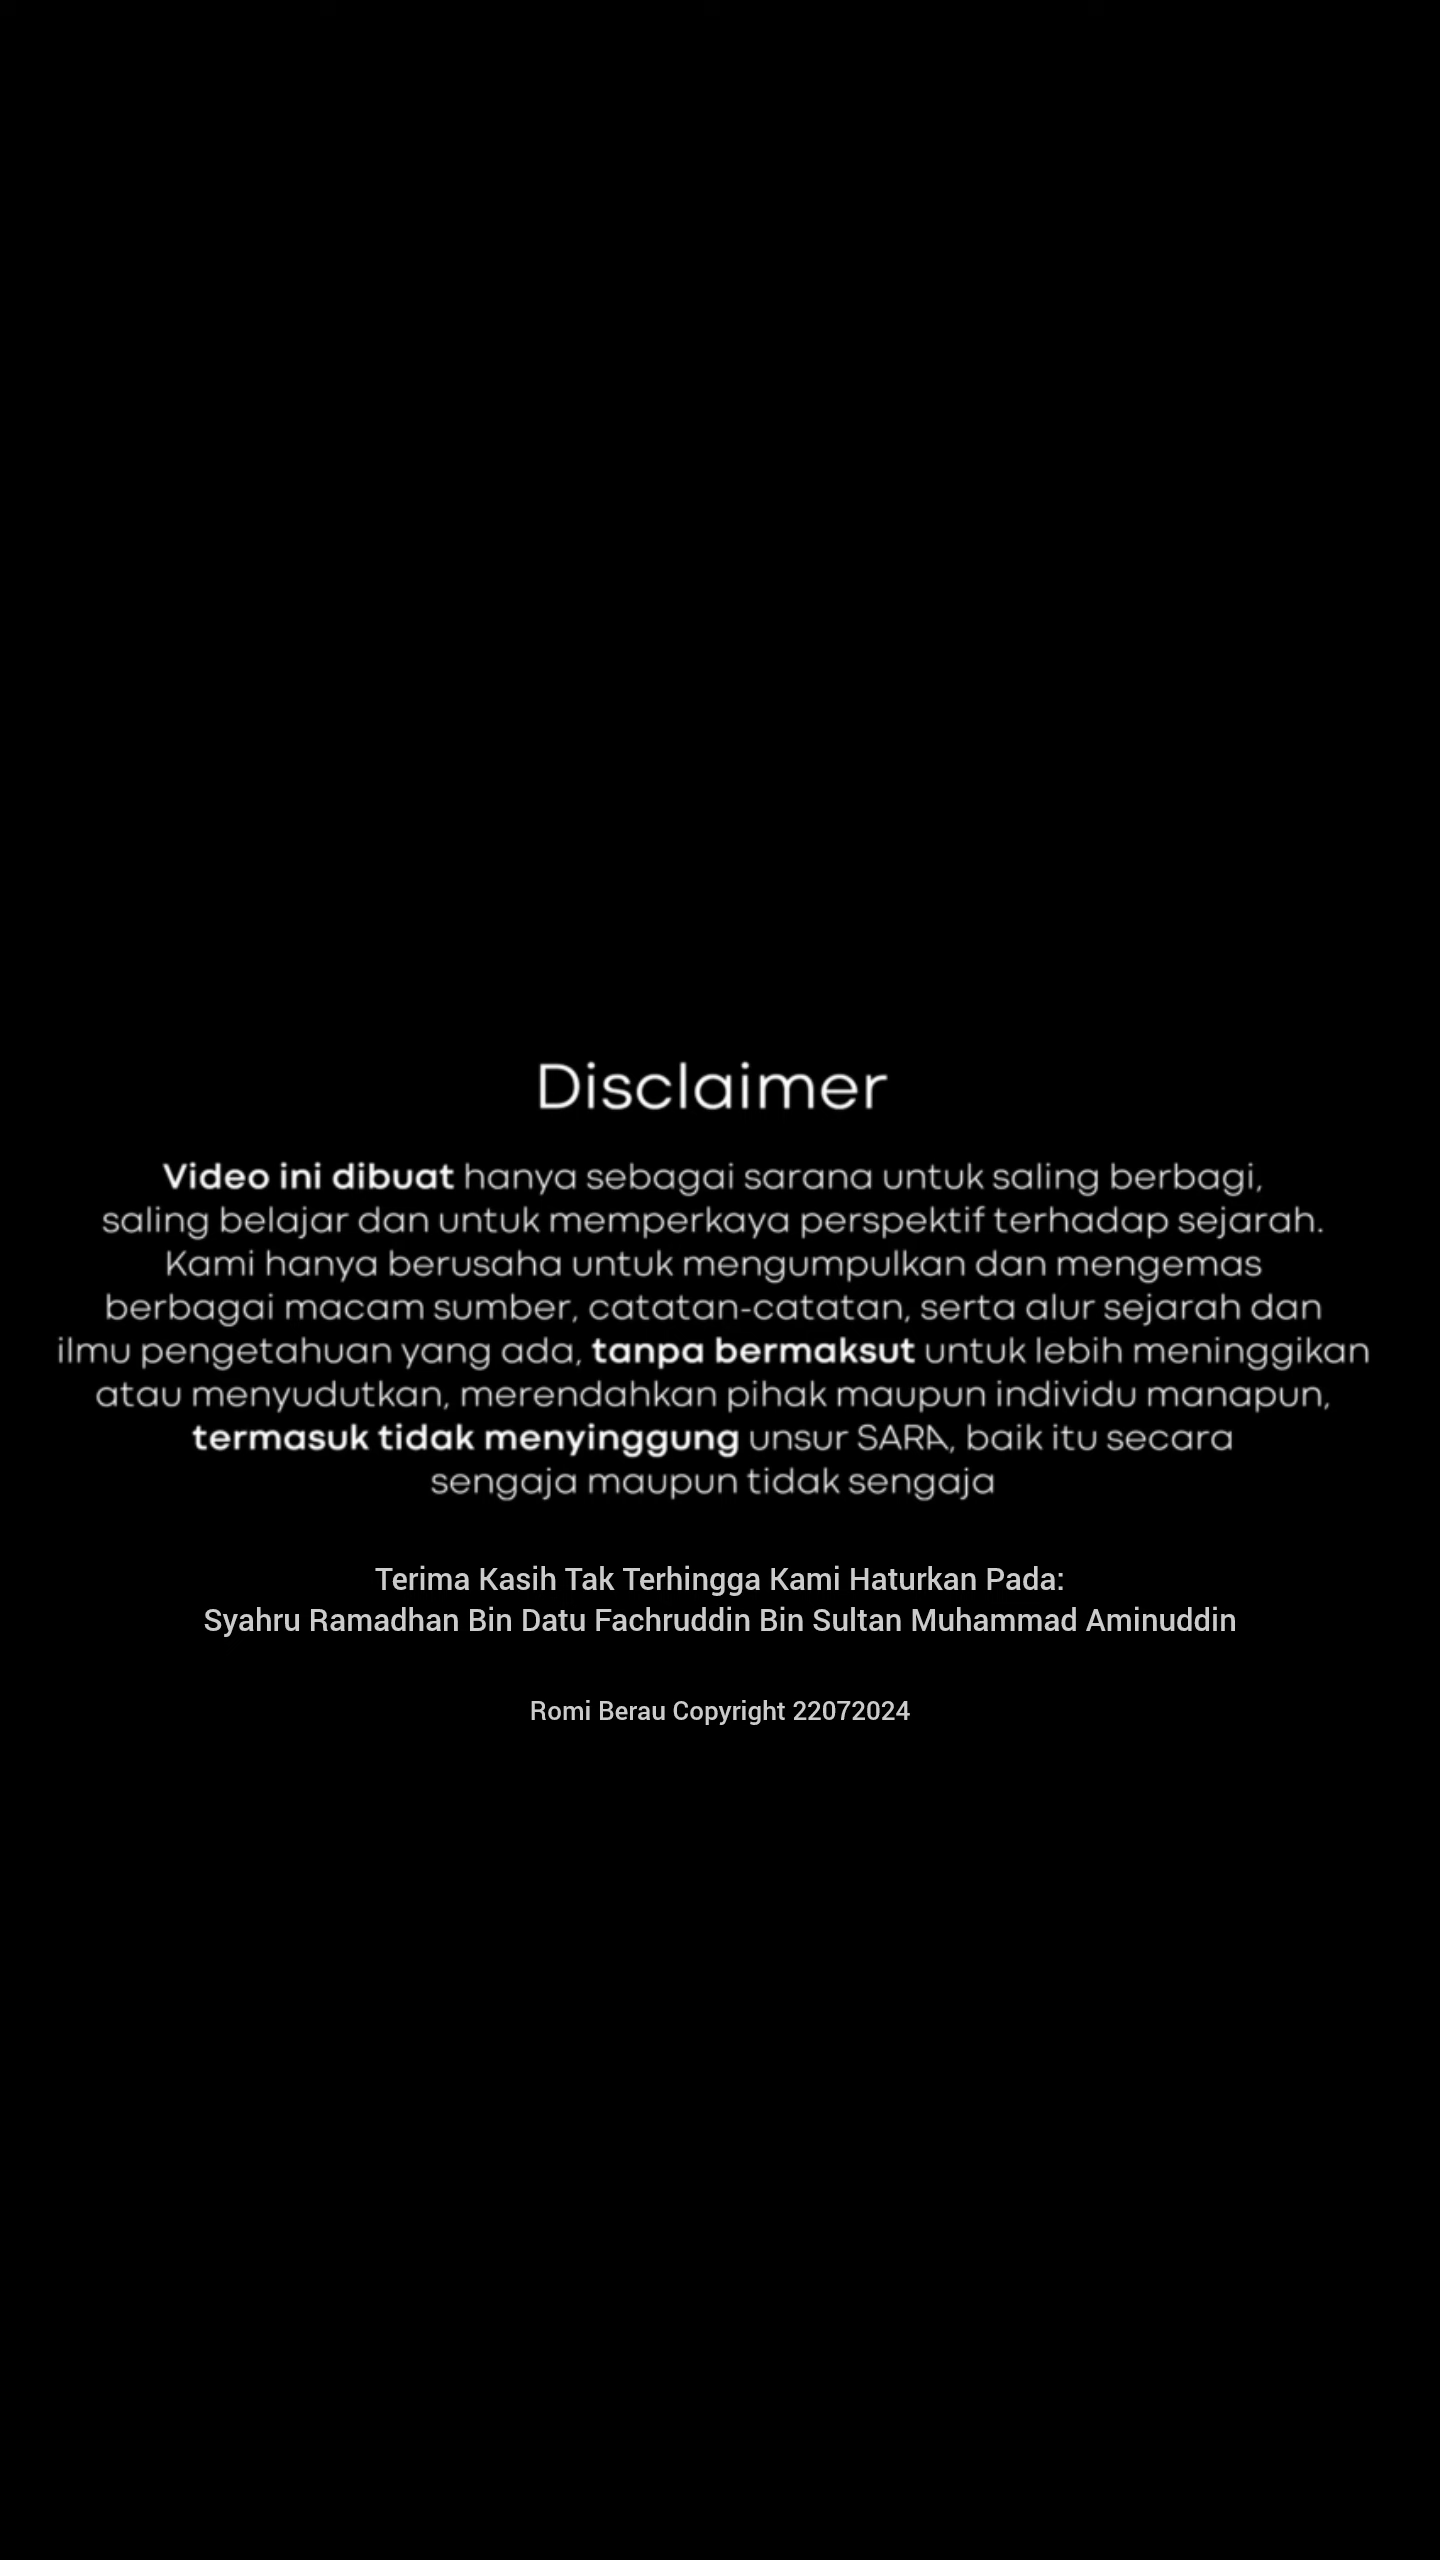 Disclaimer
Video ini dibuat hanya sebagai sarana untuk saling berbagi,
saling belajar dan untuk memperkaya perspektif terhadap sejarah.
Kami hanya berusaha untuk mengumpulkan dan mengemas
berbagai macam sumber, catatan-catatan, serta alur sejarah dan
ilmu pengetahuan yang ada, tanpa bermaksut untuk lebih meninggikan
atau menyudutkan, merendahkan pihak maupun individu manapun,
termasuk tidak menyinggung unsur SARA, baik itu secara
sengaja maupun tidak sengaja
Terima Kasih Tak Terhingga Kami Haturkan Pada:
Syahru Ramadhan Bin Datu Fachruddin Bin Sultan Muhammad Aminuddin
Romi Berau Copyright 22072024